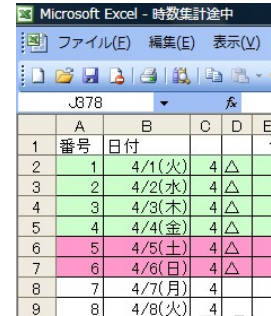 Microsoft Excel - 時数集計途中
ファイル(F) 編集(E) 表示(V)
J378 fx
A B C D E
1 番号 日付
2 1 4/1(火) 4 △
3 2 4/2(水) 4 △
4 3 4/3(木) 4 △
5 4 4/4(金) 4 △
6 5 4/5(土) 4 △
7 6 4/6(日) 4 △
8 7 4/7(月) 4
9 8 4/8(火) 4